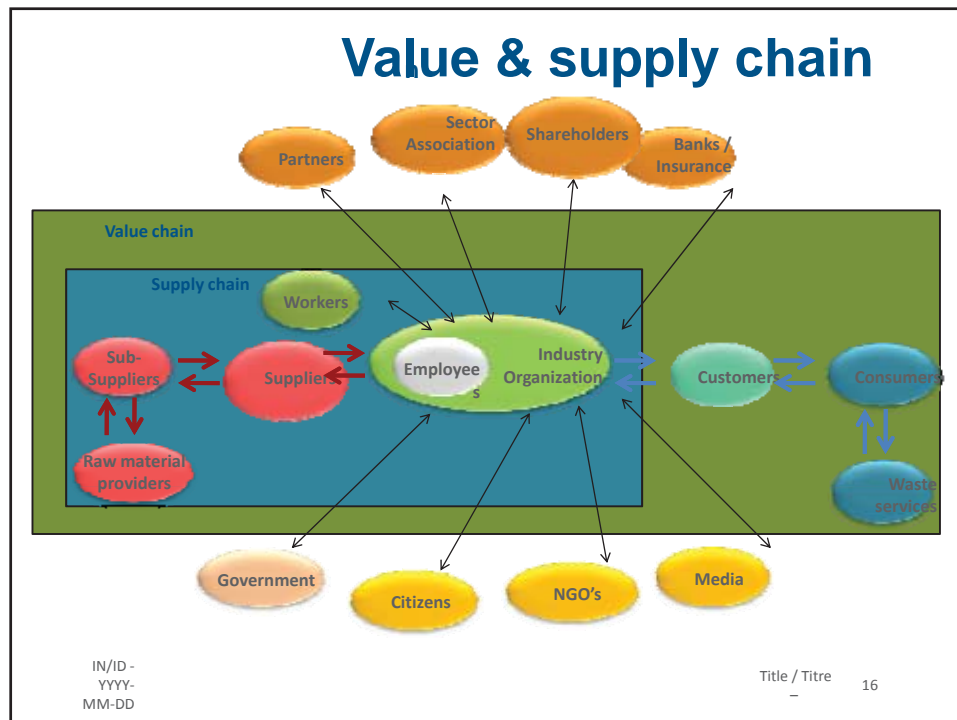 Value & supply chain
Sector
Association
Shareholders
Partners
Banks /
Insurance
Value chain
Supply chain
Workers
Sub-
Suppliers
Suppliers
Employee
s
Industry
Organization
Customers
Consumers
Raw material
providers
Waste
services
Government
Citizens
NGO's
Media
IN/ID -
YYYY-
MM-DD
Title / Titre
–
16